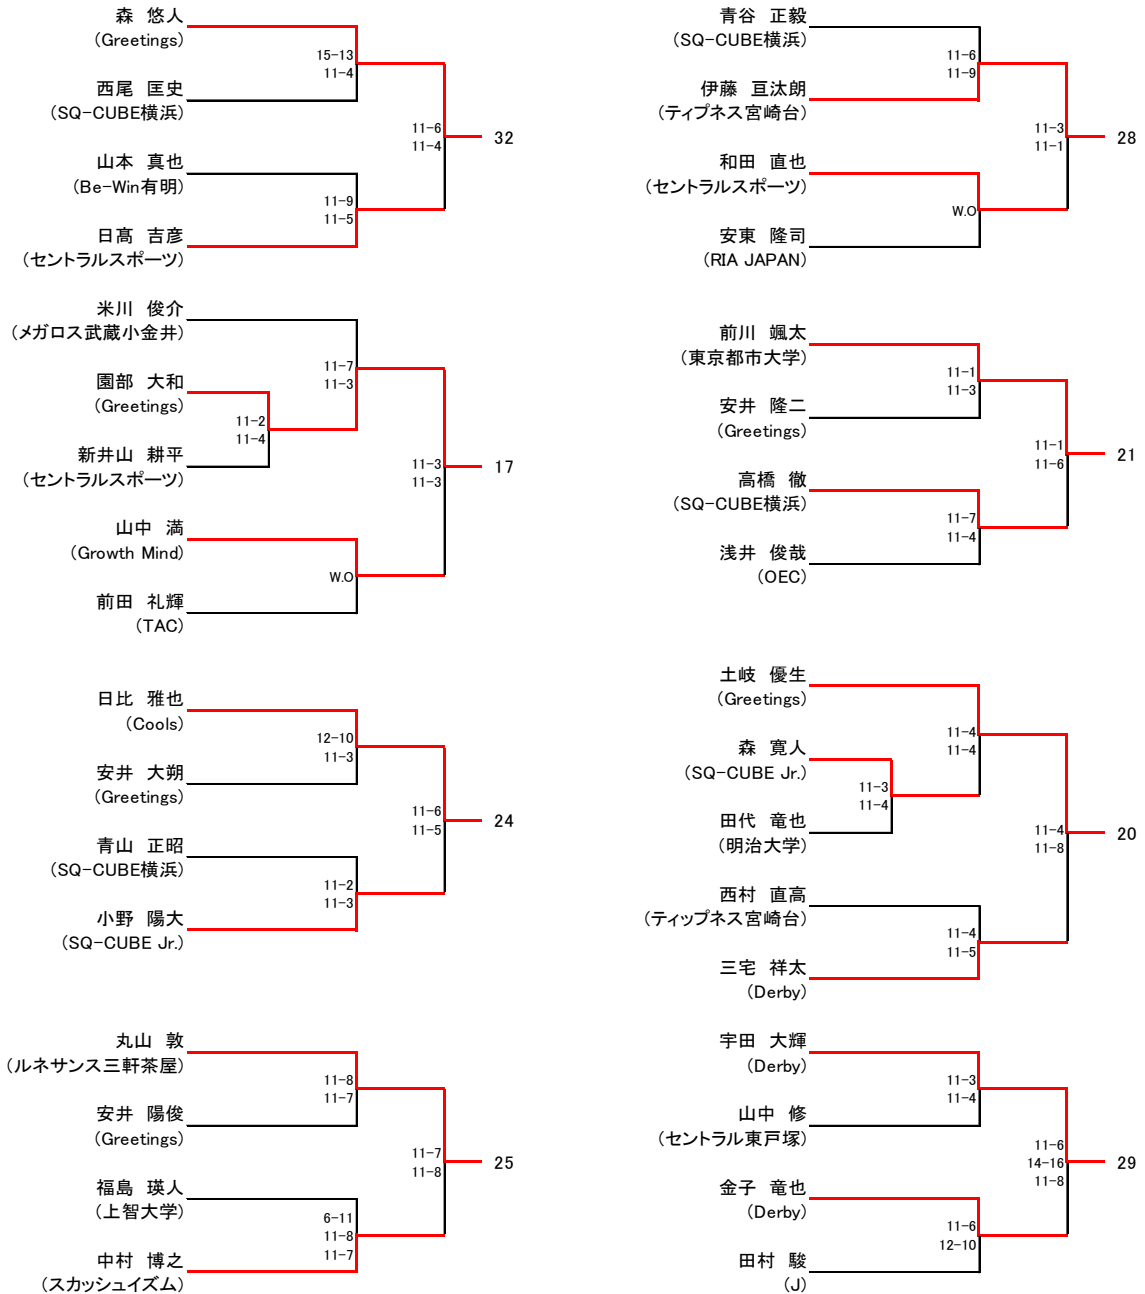 森 悠人
(Greetings)
15-13
11-4
西尾 匡史
(SQ-CUBE横浜)
11-6
11-4
32
山本 真也
(Be-Win有明)
11-9
11-5
日髙 吉彦
(セントラルスポーツ)
米川 俊介
(メガロス武蔵小金井)
11-7
11-3
園部 大和
(Greetings)
11-2
11-4
新井山 耕平
(セントラルスポーツ)
11-3
11-3
17
山中 満
(Growth Mind)
W.O
前田 礼輝
(TAC)
日比 雅也
(Cools)
12-10
11-3
安井 大朔
(Greetings)
11-6
11-5
24
青山 正昭
(SQ-CUBE横浜)
11-2
11-3
小野 陽大
(SQ-CUBE Jr.)
丸山 敦
(ルネサンス三軒茶屋)
11-8
11-7
安井 陽俊
(Greetings)
11-7
11-8
25
福島 瑛人
(上智大学)
6-11
11-8
11-7
中村 博之
(スカッシュイズム)
青谷 正毅
(SQ-CUBE横浜)
11-6
11-9
伊藤 亘汰朗
(ティプネス宮崎台)
11-3
11-1
28
和田 直也
(セントラルスポーツ)
W.O
安東 隆司
(RIA JAPAN)
前川 颯太
(東京都市大学)
11-1
11-3
安井 隆二
(Greetings)
11-1
11-6
21
高橋 徹
(SQ-CUBE横浜)
11-7
11-4
浅井 俊哉
(OEC)
土岐 優生
(Greetings)
11-4
11-4
森 寛人
(SQ-CUBE Jr.)
11-3
11-4
田代 竜也
(明治大学)
11-4
11-8
20
西村 直高
(ティップネス宮崎台)
11-4
11-5
三宅 祥太
(Derby)
宇田 大輝
(Derby)
11-3
11-4
山中 修
(セントラル東戸塚)
11-6
14-16
11-8
29
金子 竜也
(Derby)
11-6
12-10
田村 駿
(J)